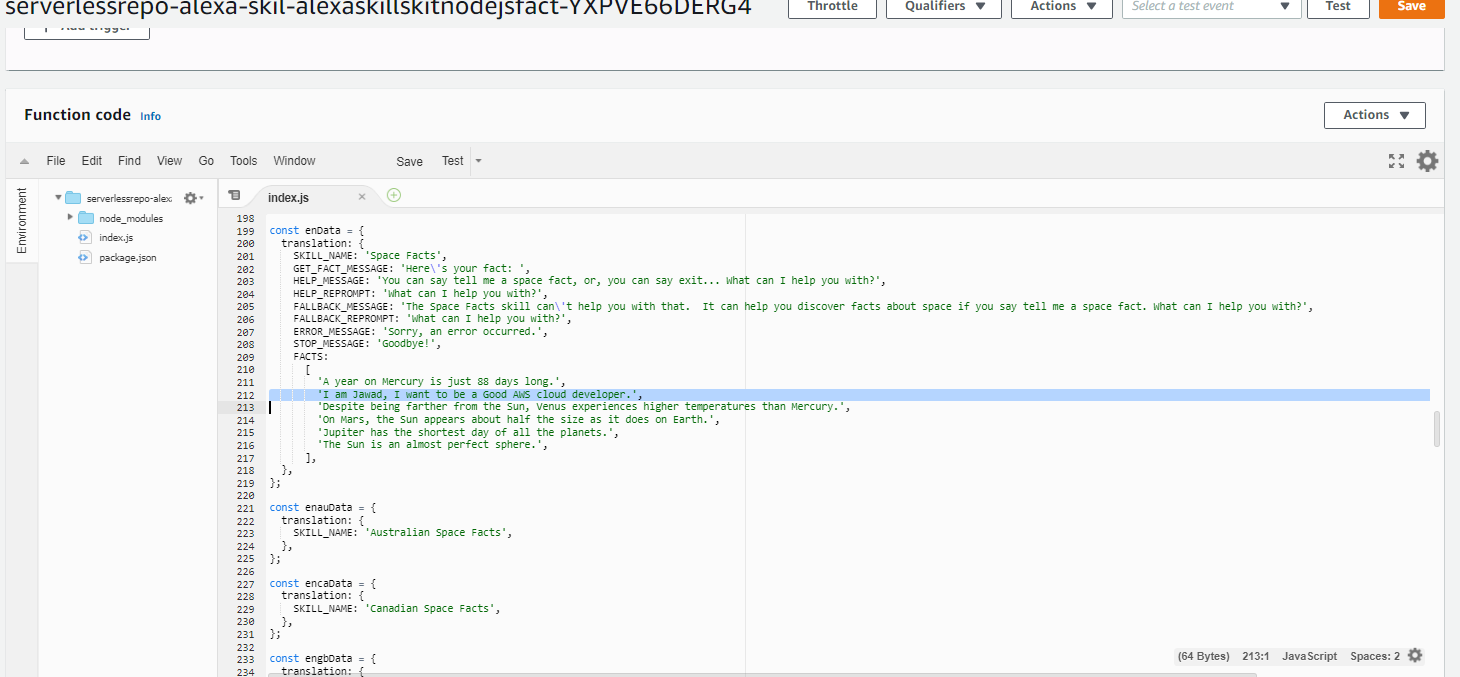 serverlessrepo-alexa-skil-alexaskillskitnodejsfact-YXPVE66DERG4
Throttle
Qualifiers
Actions
Select a test event
Test
Save
+ Add trigger
Function code
Info
Actions
File Edit Find View Go Tools Window Save Test
Environment
serverlessrepo-alex
node_modules
index.js
package.json
index.js
198
199 const enData = {
200 translation: {
201 SKILL_NAME: 'Space Facts',
202 GET_FACT_MESSAGE: 'Here\'s your fact: ',
203 HELP_MESSAGE: 'You can say tell me a space fact, or, you can say exit... What can I help you with?',
204 HELP_REPROMPT: 'What can I help you with?',
205 FALLBACK_MESSAGE: 'The Space Facts skill can\'t help you with that.  It can help you discover facts about space if you say tell me a space fact. What can I help you with?',
206 FALLBACK_REPROMPT: 'What can I help you with?',
207 ERROR_MESSAGE: 'Sorry, an error occurred.',
208 STOP_MESSAGE: 'Goodbye!',
209 FACTS:
210 [
211 'A year on Mercury is just 88 days long.',
212 'I am Jawad, I want to be a Good AWS cloud developer.',
213 'Despite being farther from the Sun, Venus experiences higher temperatures than Mercury.',
214 'On Mars, the Sun appears about half the size as it does on Earth.',
215 'Jupiter has the shortest day of all the planets.',
216 'The Sun is an almost perfect sphere.',
217 ],
218 },
219 };
220
221 const enauData = {
222 translation: {
223 SKILL_NAME: 'Australian Space Facts',
224 },
225 };
226
227 const encaData = {
228 translation: {
229 SKILL_NAME: 'Canadian Space Facts',
230 },
231 };
232
233 const engbData = {
234 translation: {
(64 Bytes) 213:1 JavaScript Spaces: 2